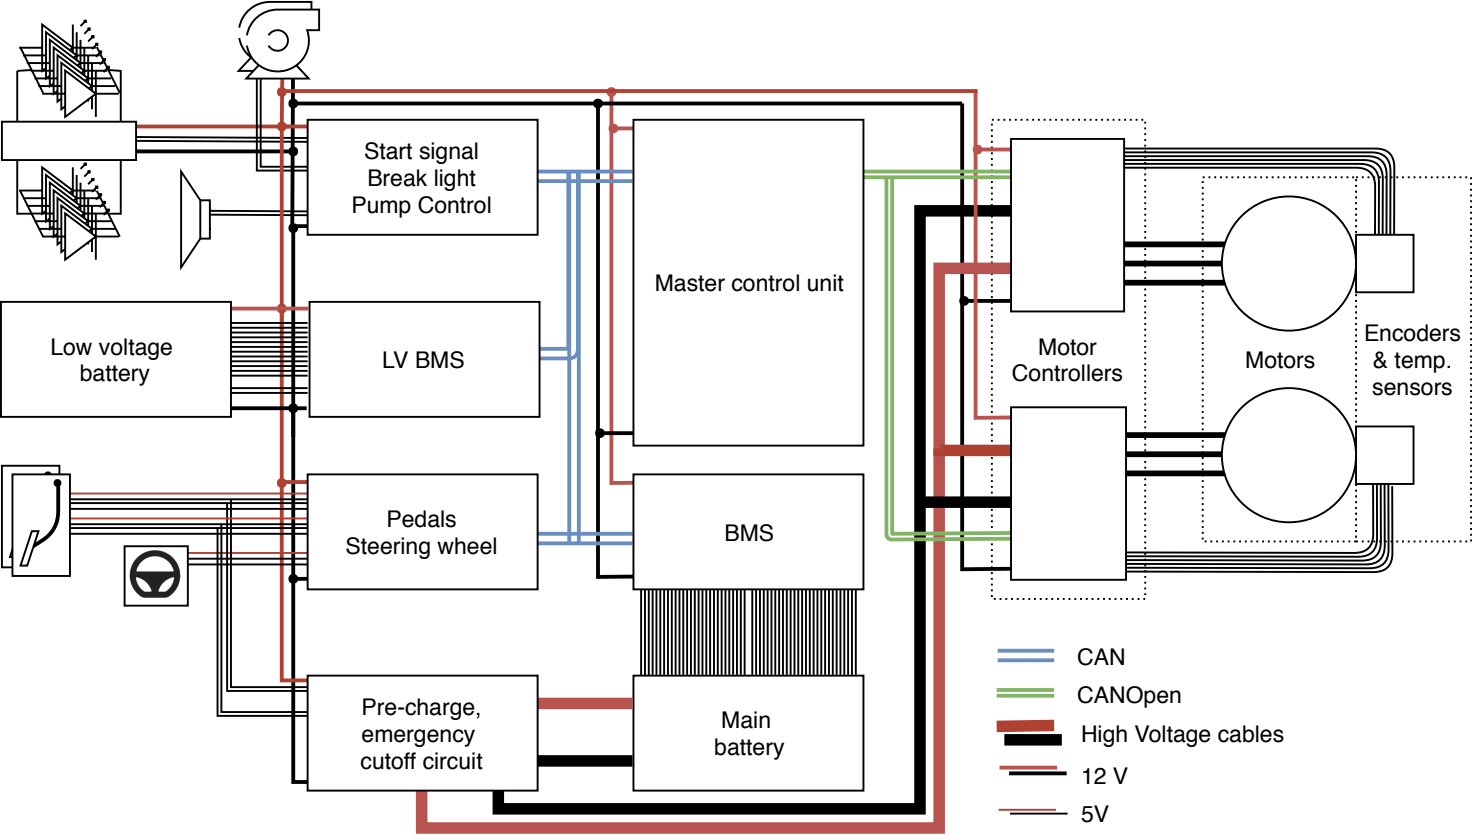 Start signal
Break light
Pump Control
Master control unit
Low voltage
battery
LV BMS
Motor
Controllers
Motors
Encoders
& temp.
sensors
Pedals
Steering wheel
BMS
Pre-charge,
emergency
cutoff circuit
Main
battery
CAN
CANOpen
High Voltage cables
12 V
5V